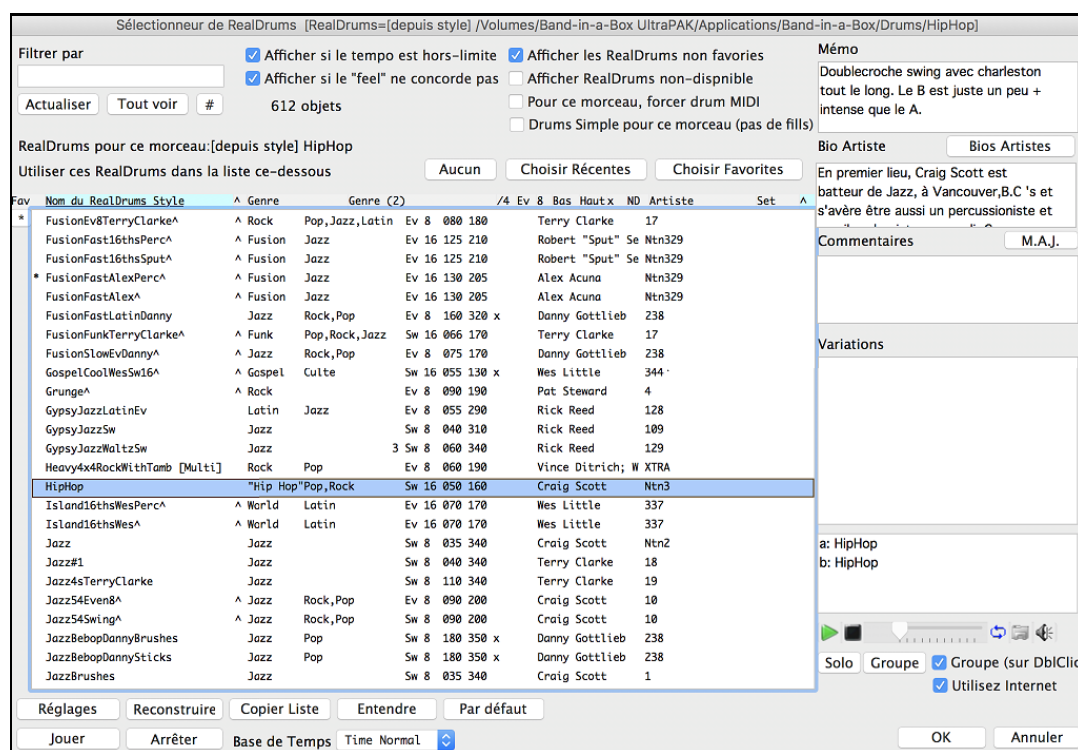 Sélectionneur de RealDrums [RealDrums=[depuis style] /Volumes/Band-in-a-Box UltraPAK/Applications/Band-in-a-Box/Drums/HipHop]
Filtrer par
Actualiser Tout voir #
Afficher si le tempo est hors-limite
Afficher si le "feel" ne concorde pas
612 objets
Afficher les RealDrums non favories
Afficher RealDrums non-dispnible
Pour ce morceau, forcer drum MIDI
Drums Simple pour ce morceau (pas de fills)
RealDrums pour ce morceau:[depuis style] HipHop
Utiliser ces RealDrums dans la liste ce-dessous
Aucun Choisir Récentes Choisir Favorites
Fav Nom du RealDrums Style ^ Genre Genre (2) /4 Ev 8 Bas Haut x ND Artiste Set ^
*
FusionEv8TerryClarke^ ^ Rock Pop,Jazz,Latin Ev 8 080 180 Terry Clarke 17
FusionFast16thsPerc^ ^ Fusion Jazz Ev 16 125 210 Robert "Sput" Se Ntn329
FusionFast16thsSput^ ^ Fusion Jazz Ev 16 125 210 Robert "Sput" Se Ntn329
* FusionFastAlexPerc^ ^ Fusion Jazz Ev 16 130 205 Alex Acuna Ntn329
FusionFastAlex^ ^ Fusion Jazz Ev 16 130 205 Alex Acuna Ntn329
FusionFastLatinDanny Jazz Rock,Pop Ev 8 160 320 x Danny Gottlieb 238
FusionFunkTerryClarke^ ^ Funk Pop,Rock,Jazz Sw 16 066 170 Terry Clarke 17
FusionSlowEvDanny^ ^ Jazz Rock,Pop Ev 8 075 170 Danny Gottlieb 238
GospelCoolWesSw16^ ^ Gospel Culte Sw 16 055 130 x Wes Little 344
Grunge^ ^ Rock Ev 8 090 190 Pat Steward 4
GypsyJazzLatinEv Latin Jazz Ev 8 055 290 Rick Reed 128
GypsyJazzSw Jazz Sw 8 040 310 Rick Reed 109
GypsyJazzWaltzSw Jazz 3 Sw 8 060 340 Rick Reed 129
Heavy4x4RockWithTamb [Multi] Rock Pop Ev 8 060 190 Vince Ditrich; W XTRA
HipHop "Hip Hop"Pop,Rock Sw 16 050 160 Craig Scott Ntn3
Island16thsWesPerc^ ^ World Latin Ev 16 070 170 Wes Little 337
Island16thsWes^ ^ World Latin Ev 16 070 170 Wes Little 337
Jazz Jazz Sw 8 035 340 Craig Scott Ntn2
Jazz#1 Jazz Sw 8 040 340 Terry Clarke 18
Jazz4sTerryClarke Jazz Sw 8 110 340 Terry Clarke 19
Jazz54Even8^ ^ Jazz Rock,Pop Ev 8 090 200 Craig Scott 10
Jazz54Swing^ ^ Jazz Rock,Pop Sw 8 090 200 Craig Scott 10
JazzBebopDannyBrushes Jazz Pop Sw 8 180 350 x Danny Gottlieb 238
JazzBebopDannySticks Jazz Pop Sw 8 180 350 x Danny Gottlieb 238
JazzBrushes Jazz Sw 8 035 340 Craig Scott 1
Réglages Reconstruire Copier Liste Entendre Par défaut
Jouer Arrêter Base de Temps Time Normal
Mémo
Doublecroche swing avec charleston
tout le long. Le B est juste un peu +
intense que le A.
Bio Artiste Bios Artistes
En premier lieu, Craig Scott est
batteur de Jazz, à Vancouver,B.C 's et
s'avère être aussi un percussioniste et
Commentaires M.A.J.
Variations
a: HipHop
b: HipHop
Solo Groupe Groupe (sur DblClic
Utilisez Internet
OK Annuler